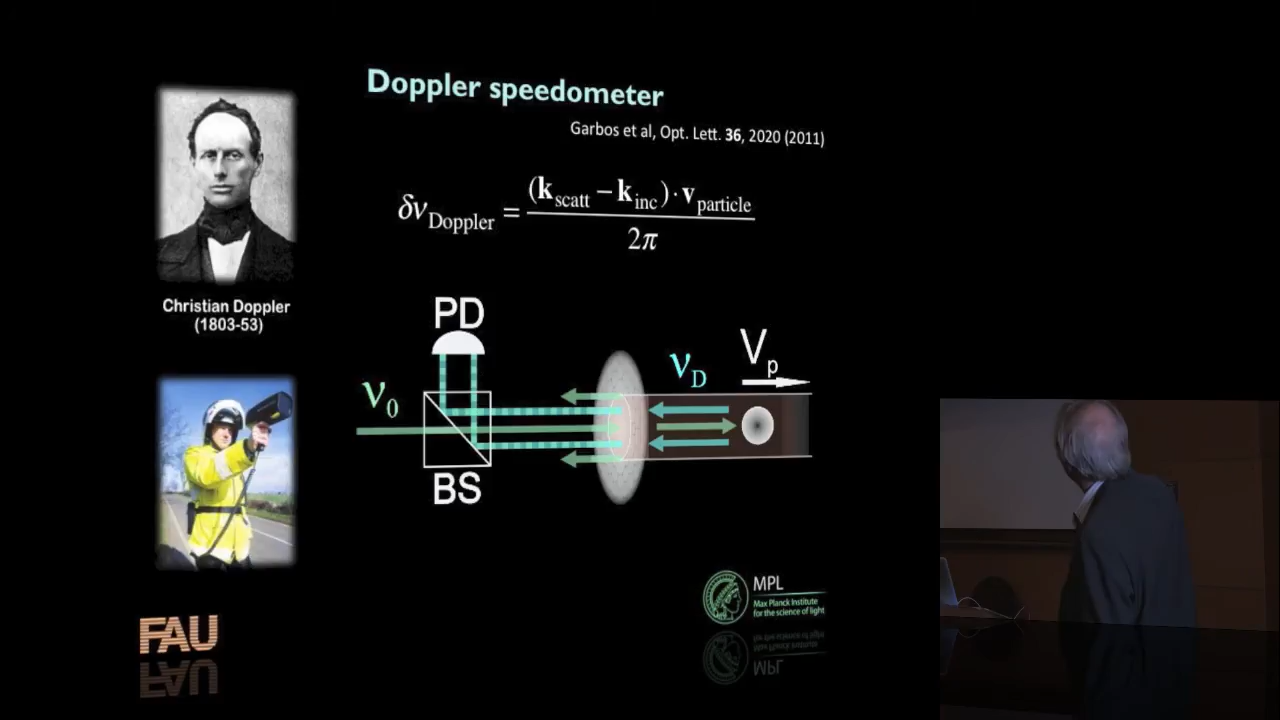 Doppler speedometer
Garbos et al, Opt. Lett. 36, 2020 (2011)
δν_Doppler = (k_scatt − k_inc) · v_particle / 2π
Christian Doppler
(1803-53)
PD
ν_0
BS
ν_D
V_p
MPL
Max Planck Institute
for the science of light
FAU